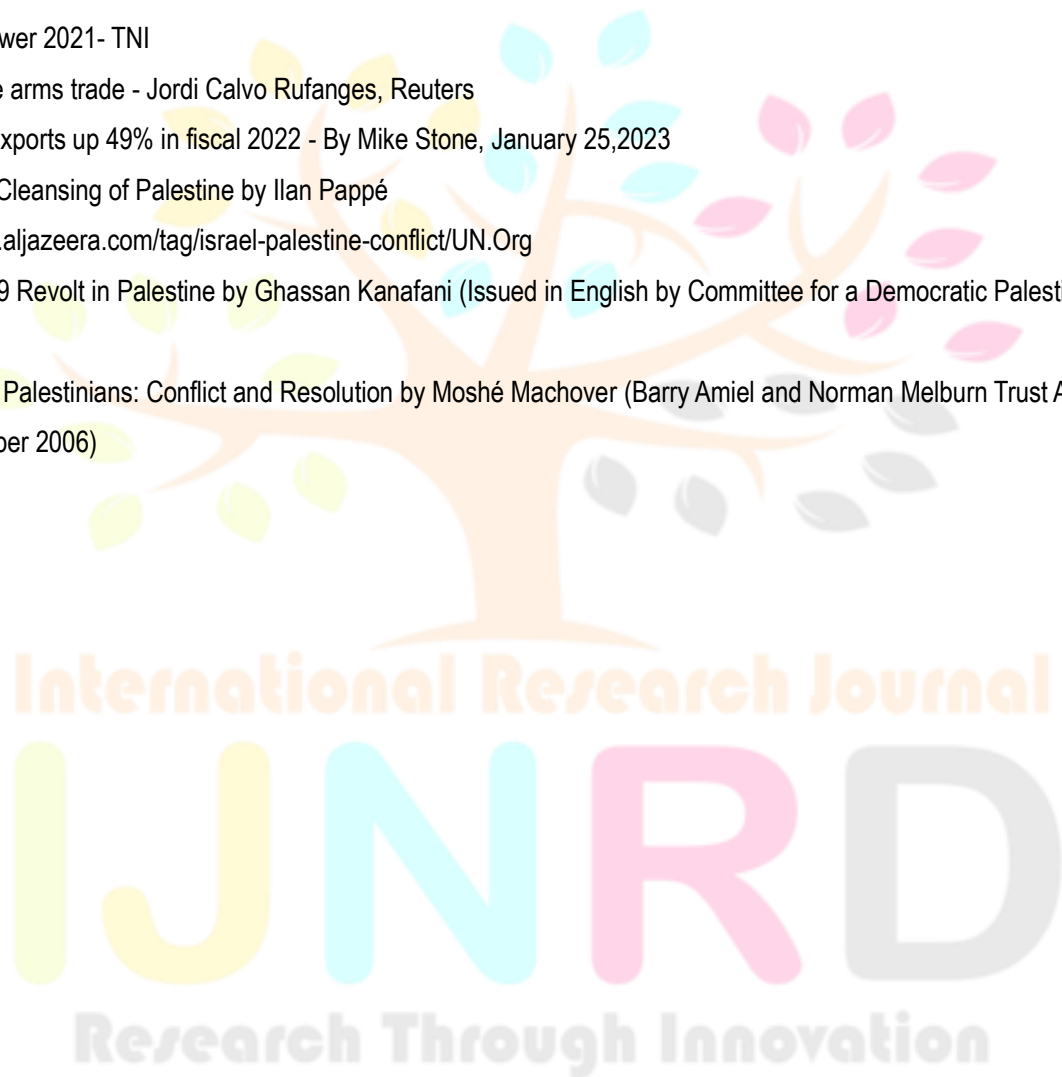 wer 2021- TNI
e arms trade - Jordi Calvo Rufanges, Reuters
xports up 49% in fiscal 2022 - By Mike Stone, January 25,2023
Cleansing of Palestine by Ilan Pappé
.aljazeera.com/tag/israel-palestine-conflict/UN.Org
9 Revolt in Palestine by Ghassan Kanafani (Issued in English by Committee for a Democratic Palesti
Palestinians: Conflict and Resolution by Moshé Machover (Barry Amiel and Norman Melburn Trust A
ber 2006)
International Research Journal
IJNRD
Research Through Innovation